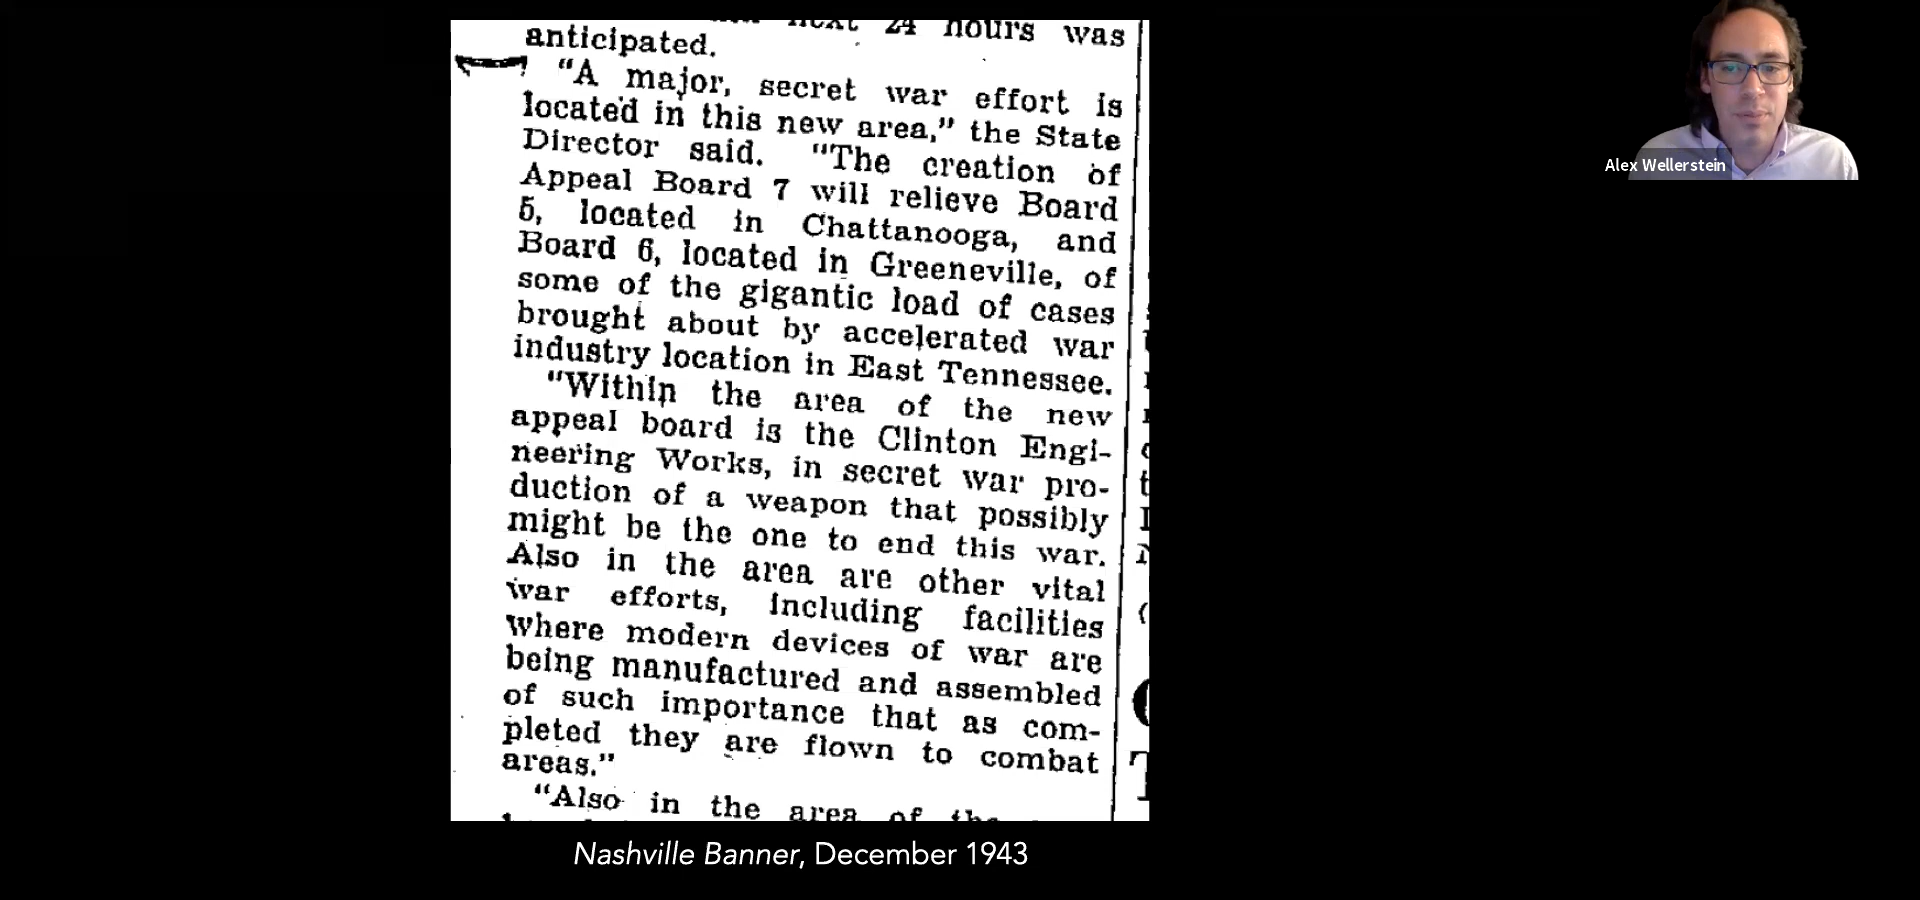 next 24 hours was
anticipated.
"A major, secret war effort is
located in this new area," the State
Director said. "The creation of
Appeal Board 7 will relieve Board
5, located in Chattanooga, and
Board 6, located in Greeneville, of
some of the gigantic load of cases
brought about by accelerated war
industry location in East Tennessee.
"Within the area of the new
appeal board is the Clinton Engi-
neering Works, in secret war pro-
duction of a weapon that possibly
might be the one to end this war.
Also in the area are other vital
war efforts, including facilities
where modern devices of war are
being manufactured and assembled
of such importance that as com-
pleted they are flown to combat
areas."
"Also in the area of the
Nashville Banner, December 1943
Alex Wellerstein